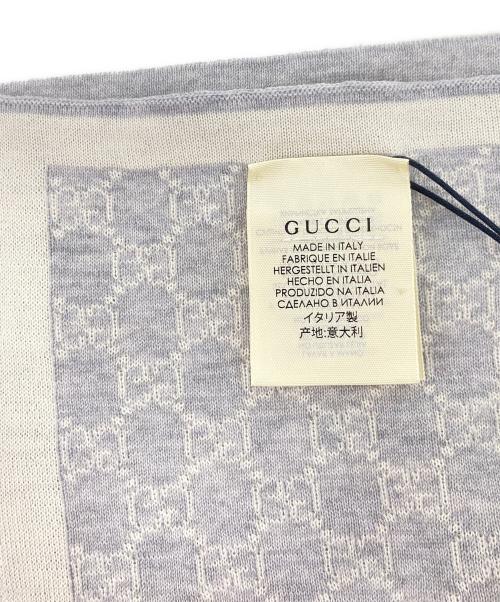 GUCCI
MADE IN ITALY
FABRIQUE EN ITALIE
HERGESTELLT IN ITALIEN
HECHO EN ITALIA
PRODUZIDO NA ITALIA
СДЕЛАНО В ИТАЛИИ
イタリア製
产地:意大利